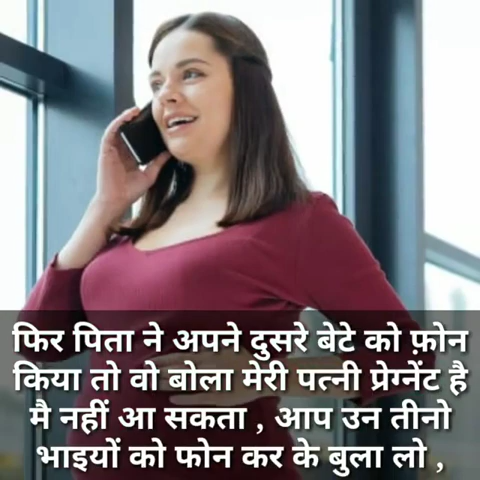 फिर पिता ने अपने दुसरे बेटे को फ़ोन
किया तो वो बोला मेरी पत्नी प्रेग्नेंट है
मै नहीं आ सकता , आप उन तीनो
भाइयों को फोन कर के बुला लो ,